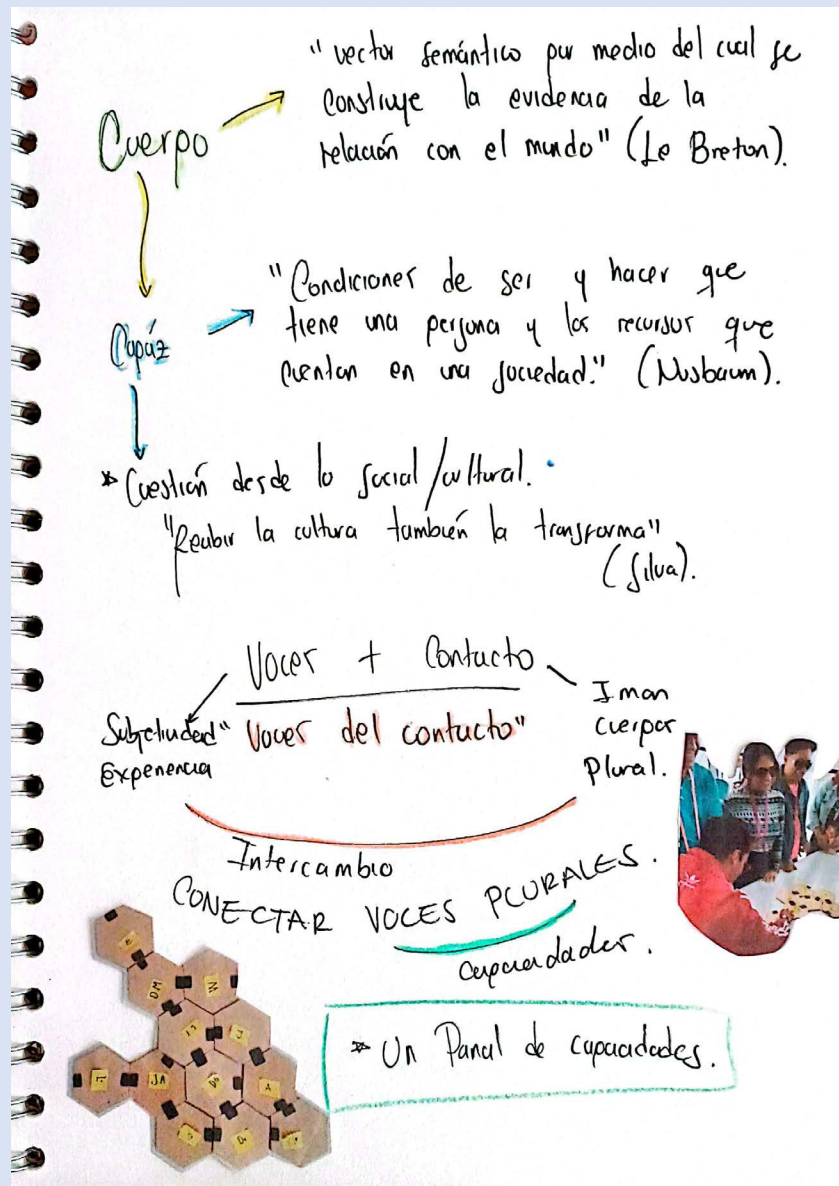 "vector semántico por medio del cual se
Construye la evidencia de la
relación con el mundo" (Le Breton).
Cuerpo
"Condiciones de ser y hacer que
tiene una persona y los recursos que
cuentan en una sociedad." (Nusbaum).
Capáz
* Cuestión desde lo social/cultural.
"Recibir la cultura también la transforma"
(Silva).
Voces + Contacto
Subjetividad
Experiencia
"Voces del contacto"
Iman
cuerpos
Plural.
Intercambio
CONECTAR VOCES PLURALES.
capacidades.
* Un Panal de capacidades.
DM
JA